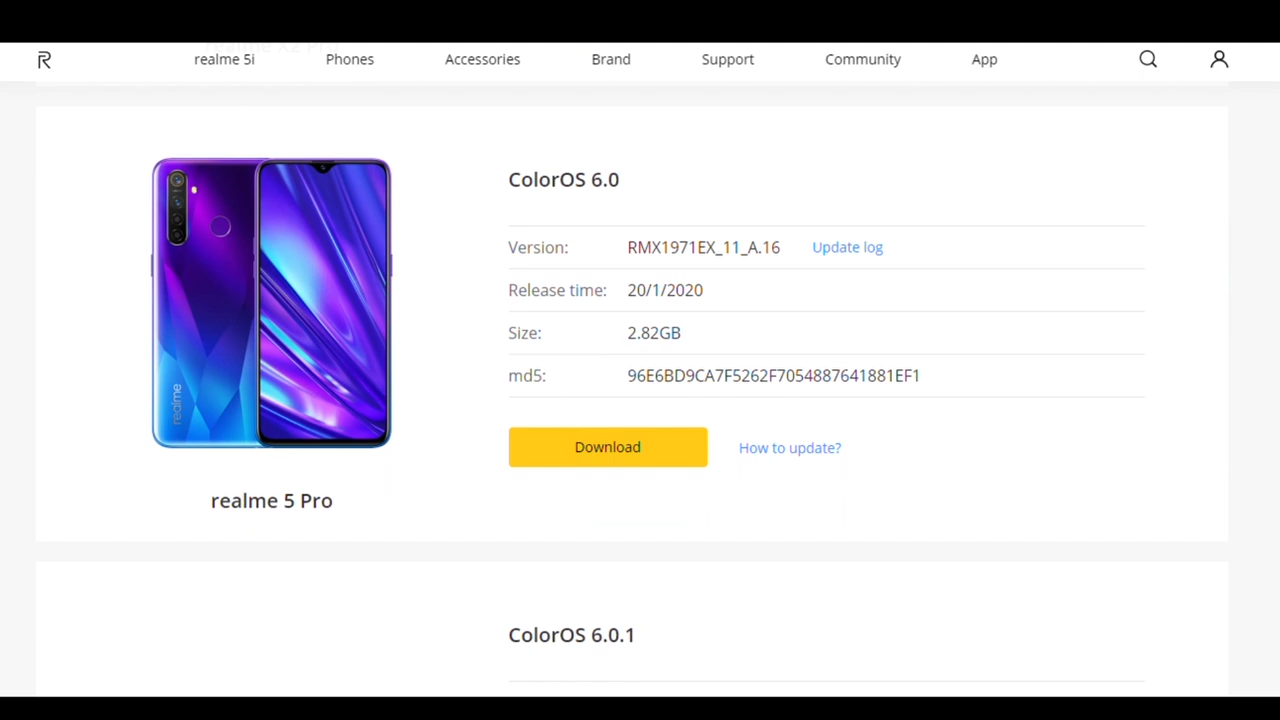 realme 5i Phones Accessories Brand Support Community App
ColorOS 6.0
Version: RMX1971EX_11_A.16 Update log
Release time: 20/1/2020
Size: 2.82GB
md5: 96E6BD9CA7F5262F7054887641881EF1
Download How to update?
realme
realme 5 Pro
ColorOS 6.0.1